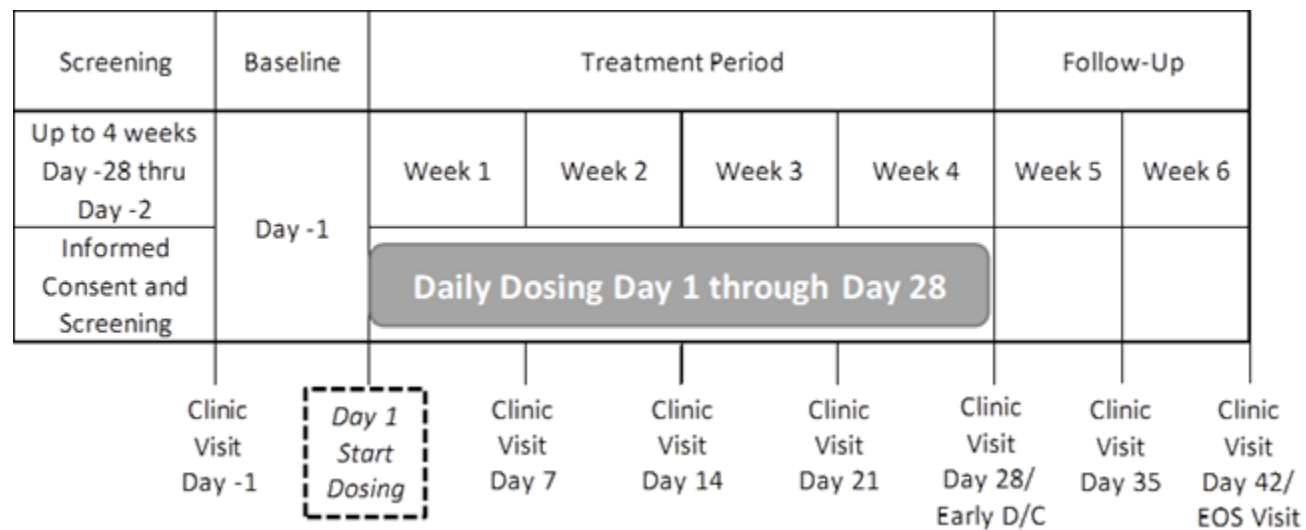 Screening
Baseline
Treatment Period
Follow-Up
Up to 4 weeks
Day -28 thru
Day -2
Day -1
Week 1
Week 2
Week 3
Week 4
Week 5
Week 6
Informed
Consent and
Screening
Daily Dosing Day 1 through Day 28
Clinic
Visit
Day -1
Day 1
Start
Dosing
Clinic
Visit
Day 7
Clinic
Visit
Day 14
Clinic
Visit
Day 21
Clinic
Visit
Day 28/
Early D/C
Clinic
Visit
Day 35
Clinic
Visit
Day 42/
EOS Visit